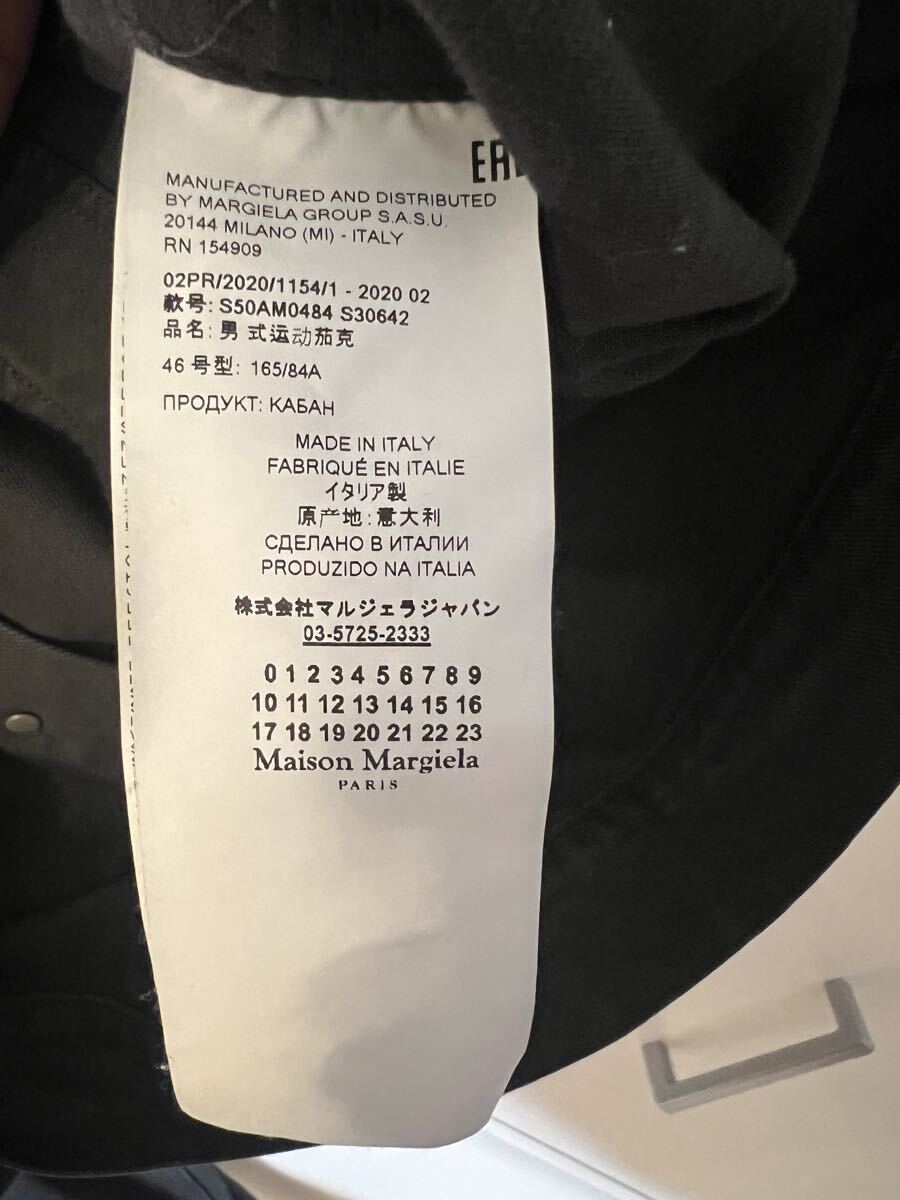 MANUFACTURED AND DISTRIBUTED
BY MARGIELA GROUP S.A.S.U.
20144 MILANO (MI) - ITALY
RN 154909
02PR/2020/1154/1 - 2020 02
款号: S50AM0484 S30642
品名: 男 式运动茄克
46 号型: 165/84A
ПРОДУКТ: КАБАН
MADE IN ITALY
FABRIQUÉ EN ITALIE
イタリア製
原产地: 意大利
СДЕЛАНО В ИТАЛИИ
PRODUZIDO NA ITALIA
株式会社マルジェラジャパン
03-5725-2333
0 1 2 3 4 5 6 7 8 9
10 11 12 13 14 15 16
17 18 19 20 21 22 23
Maison Margiela
PARIS